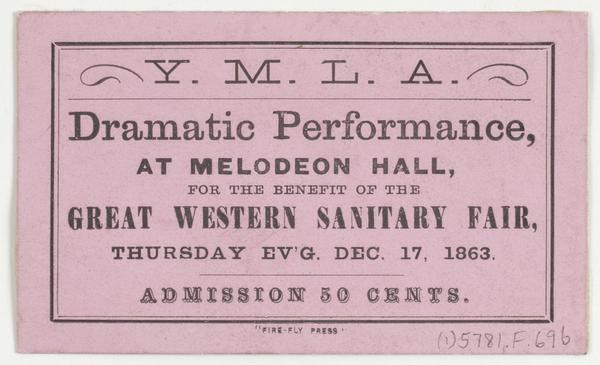 Y. M. L. A.
Dramatic Performance,
AT MELODEON HALL,
FOR THE BENEFIT OF THE
GREAT WESTERN SANITARY FAIR,
THURSDAY EV'G. DEC. 17, 1863.
ADMISSION 50 CENTS.
"FIRE-FLY PRESS"
(1)5781.F.696